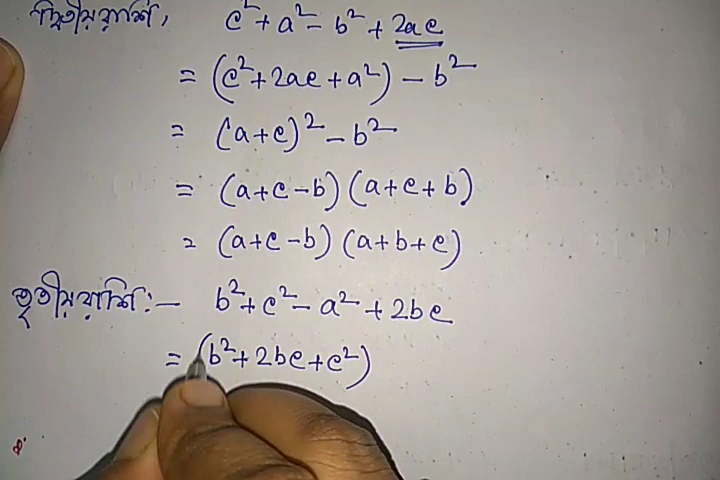 দ্বিতীয় রাশি, c² + a² - b² + 2ac
= (c² + 2ac + a²) - b²
= (a + c)² - b²
= (a + c - b) (a + c + b)
= (a + c - b) (a + b + c)
তৃতীয় রাশি :- b² + c² - a² + 2bc
= (b² + 2bc + c²)